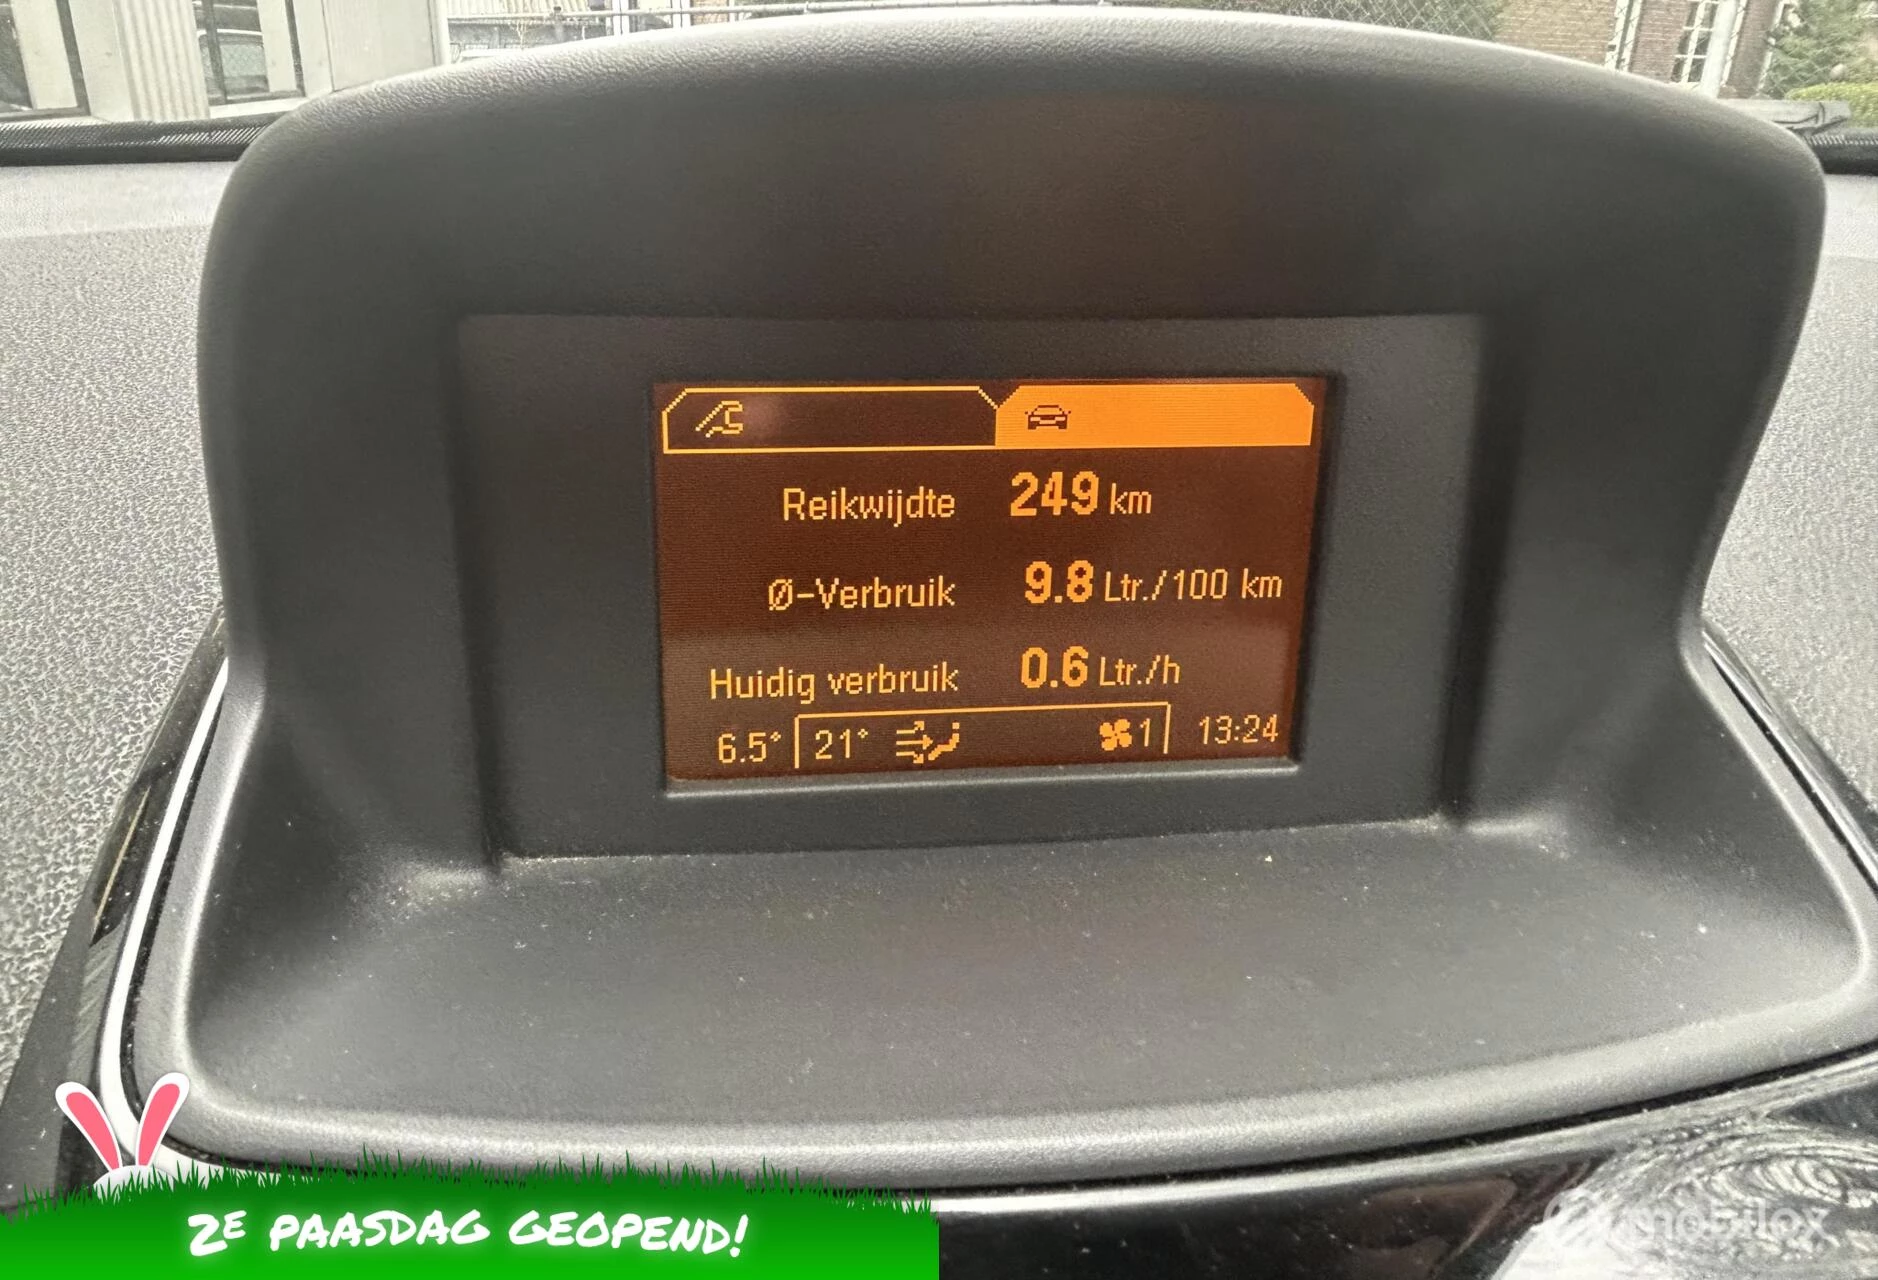 Reikwijdte 249 km
Ø-Verbruik 9.8 Ltr./100 km
Huidig verbruik 0.6 Ltr./h
6.5° 21° 1 13:24
2E PAASDAG GEOPEND!
mobilox